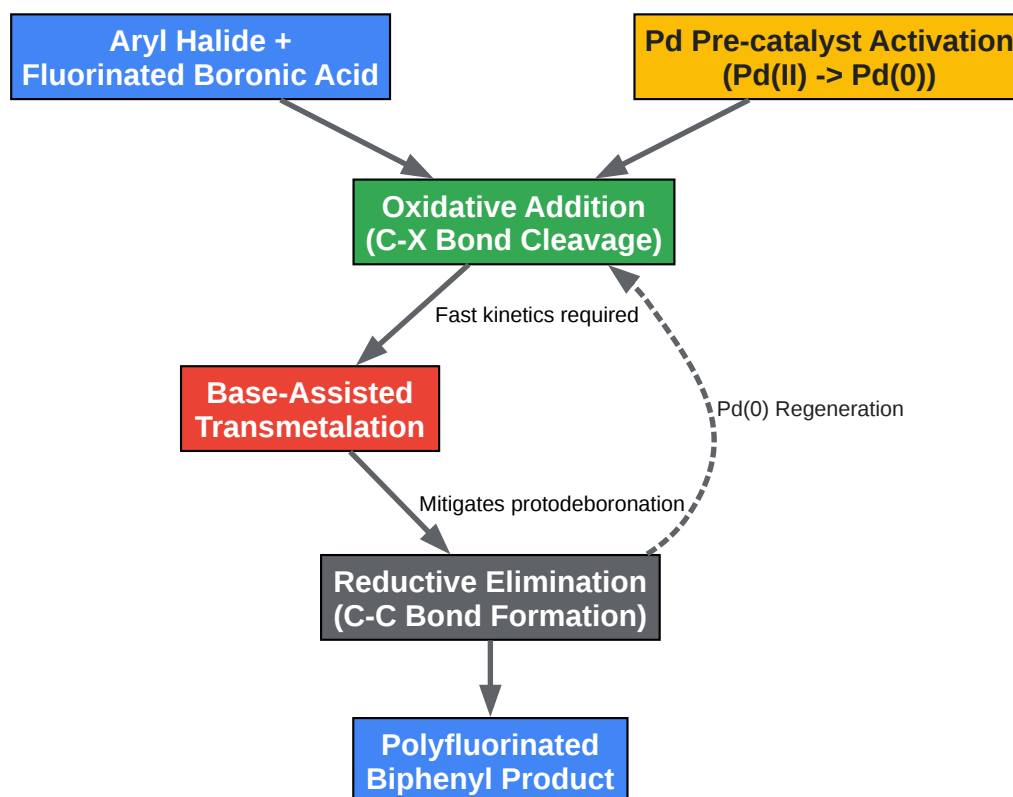 Aryl Halide +
Fluorinated Boronic Acid
Pd Pre-catalyst Activation
(Pd(II) -> Pd(0))
Oxidative Addition
(C-X Bond Cleavage)
Fast kinetics required
Base-Assisted
Transmetalation
Pd(0) Regeneration
Mitigates protodeboronation
Reductive Elimination
(C-C Bond Formation)
Polyfluorinated
Biphenyl Product